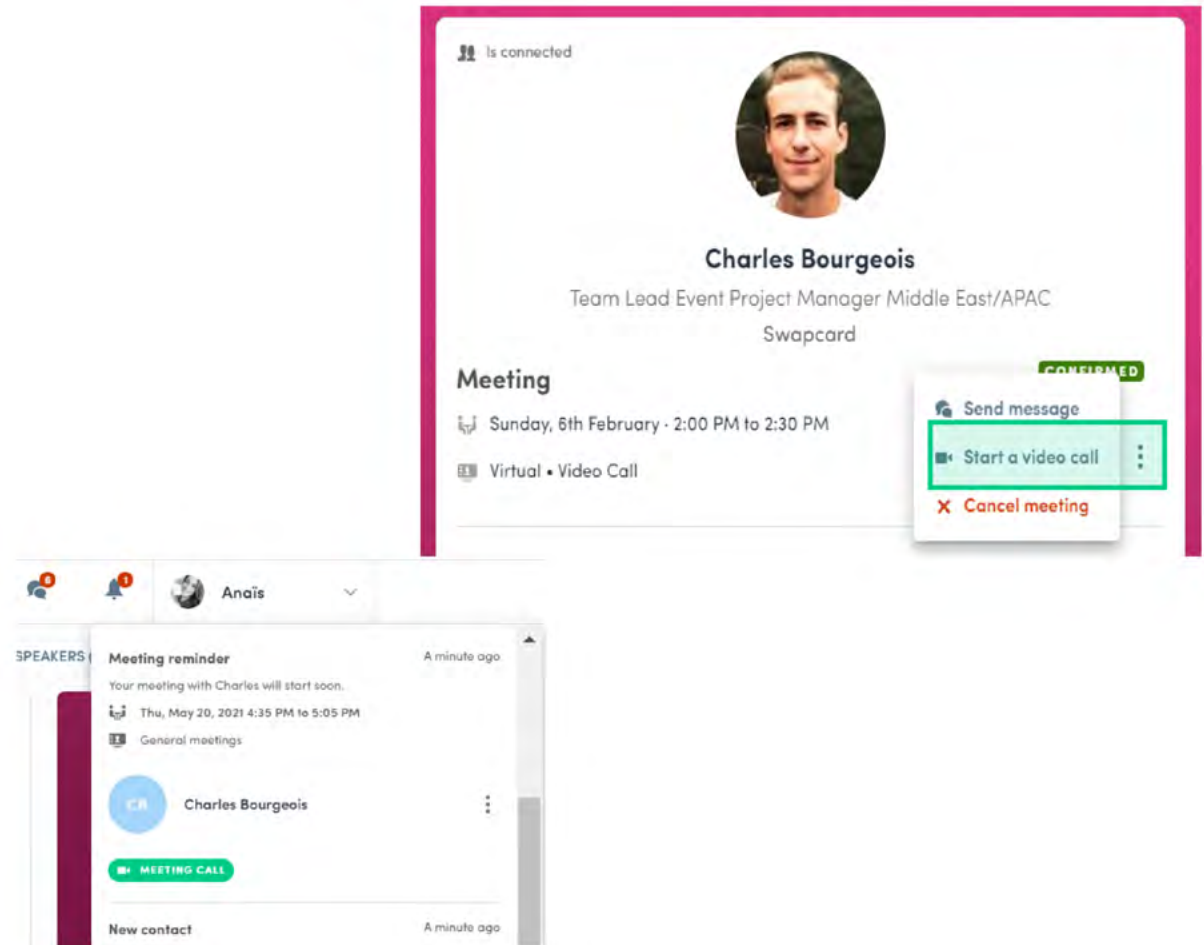 Is connected
Charles Bourgeois
Team Lead Event Project Manager Middle East/APAC
Swapcard
Meeting
CONFIRMED
Sunday, 6th February · 2:00 PM to 2:30 PM
Virtual • Video Call
Send message
Start a video call
Cancel meeting
6
1
Anaïs
SPEAKERS (
Meeting reminder
A minute ago
Your meeting with Charles will start soon.
Thu, May 20, 2021 4:35 PM to 5:05 PM
General meetings
CB
Charles Bourgeois
MEETING CALL
New contact
A minute ago